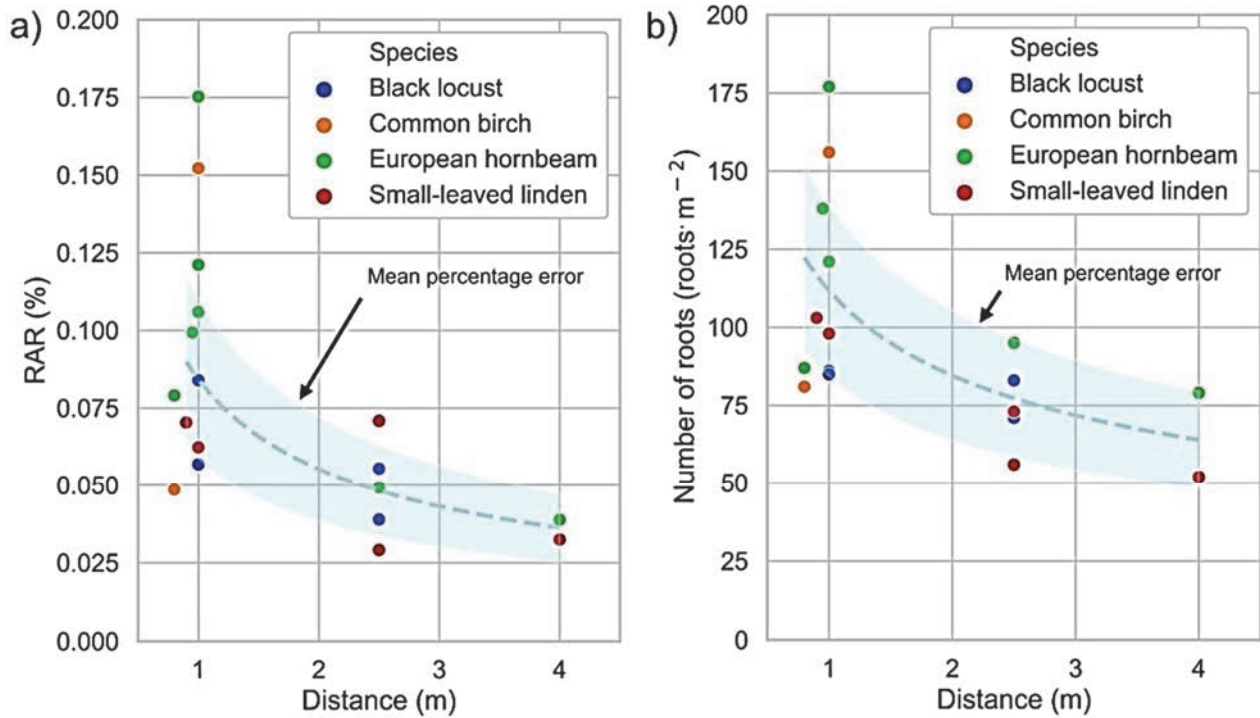 a)
RAR (%)
0.200
0.175
0.150
0.125
0.100
0.075
0.050
0.025
0.000
Species
Black locust
Common birch
European hornbeam
Small-leaved linden
Mean percentage error
1 2 3 4
Distance (m)
b)
Number of roots (roots· m⁻²)
200
175
150
125
100
75
50
25
0
Species
Black locust
Common birch
European hornbeam
Small-leaved linden
Mean percentage error
1 2 3 4
Distance (m)